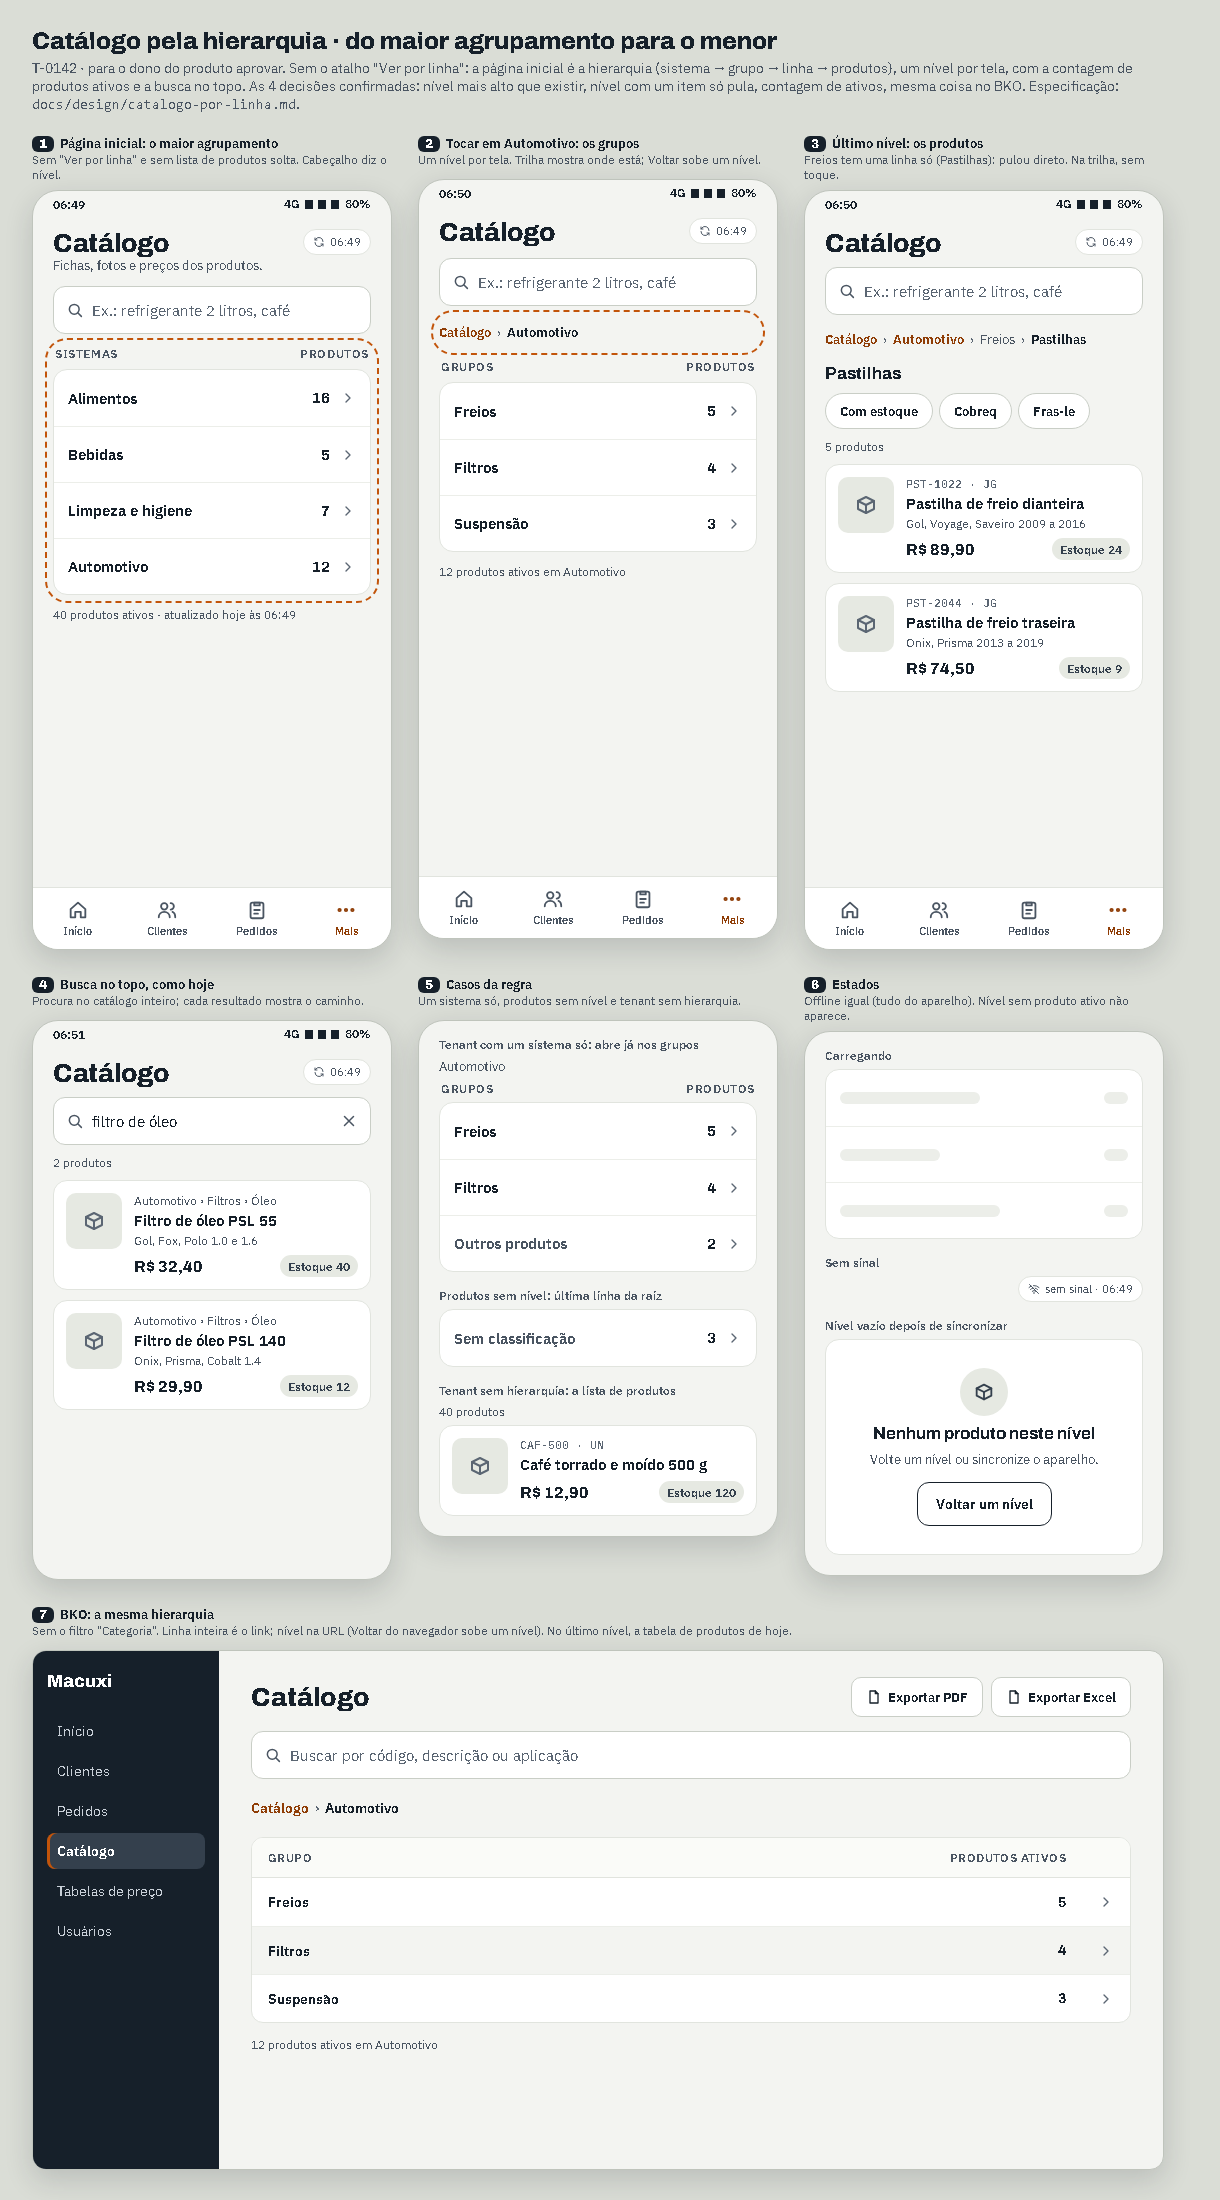 Catálogo pela hierarquia · do maior agrupamento para o menor
T-0142 · para o dono do produto aprovar. Sem o atalho "Ver por linha": a página inicial é a hierarquia (sistema → grupo → linha → produtos), um nível por tela, com a contagem de
produtos ativos e a busca no topo. As 4 decisões confirmadas: nível mais alto que existir, nível com um item só pula, contagem de ativos, mesma coisa no BKO. Especificação:
docs/design/catalogo-por-linha.md.
1 Página inicial: o maior agrupamento
Sem "Ver por linha" e sem lista de produtos solta. Cabeçalho diz o
nível.
06:49 4G 80%
Catálogo 06:49
Fichas, fotos e preços dos produtos.
Ex.: refrigerante 2 litros, café
SISTEMAS PRODUTOS
Alimentos 16
Bebidas 5
Limpeza e higiene 7
Automotivo 12
40 produtos ativos · atualizado hoje às 06:49
Início Clientes Pedidos Mais
2 Tocar em Automotivo: os grupos
Um nível por tela. Trilha mostra onde está; Voltar sobe um nível.
06:50 4G 80%
Catálogo 06:49
Ex.: refrigerante 2 litros, café
Catálogo › Automotivo
GRUPOS PRODUTOS
Freios 5
Filtros 4
Suspensão 3
12 produtos ativos em Automotivo
Início Clientes Pedidos Mais
3 Último nível: os produtos
Freios tem uma linha só (Pastilhas): pulou direto. Na trilha, sem
toque.
06:50 4G 80%
Catálogo 06:49
Ex.: refrigerante 2 litros, café
Catálogo › Automotivo › Freios › Pastilhas
Pastilhas
Com estoque Cobreq Fras-le
5 produtos
PST-1022 · JG
Pastilha de freio dianteira
Gol, Voyage, Saveiro 2009 a 2016
R$ 89,90 Estoque 24
PST-2044 · JG
Pastilha de freio traseira
Onix, Prisma 2013 a 2019
R$ 74,50 Estoque 9
Início Clientes Pedidos Mais
4 Busca no topo, como hoje
Procura no catálogo inteiro; cada resultado mostra o caminho.
06:51 4G 80%
Catálogo 06:49
filtro de óleo
2 produtos
Automotivo › Filtros › Óleo
Filtro de óleo PSL 55
Gol, Fox, Polo 1.0 e 1.6
R$ 32,40 Estoque 40
Automotivo › Filtros › Óleo
Filtro de óleo PSL 140
Onix, Prisma, Cobalt 1.4
R$ 29,90 Estoque 12
5 Casos da regra
Um sistema só, produtos sem nível e tenant sem hierarquia.
Tenant com um sistema só: abre já nos grupos
Automotivo
GRUPOS PRODUTOS
Freios 5
Filtros 4
Outros produtos 2
Produtos sem nível: última linha da raiz
Sem classificação 3
Tenant sem hierarquia: a lista de produtos
40 produtos
CAF-500 · UN
Café torrado e moído 500 g
R$ 12,90 Estoque 120
6 Estados
Offline igual (tudo do aparelho). Nível sem produto ativo não
aparece.
Carregando
Sem sinal
sem sinal · 06:49
Nível vazio depois de sincronizar
Nenhum produto neste nível
Volte um nível ou sincronize o aparelho.
Voltar um nível
7 BKO: a mesma hierarquia
Sem o filtro "Categoria". Linha inteira é o link; nível na URL (Voltar do navegador sobe um nível). No último nível, a tabela de produtos de hoje.
Macuxi
Início
Clientes
Pedidos
Catálogo
Tabelas de preço
Usuários
Catálogo Exportar PDF Exportar Excel
Buscar por código, descrição ou aplicação
Catálogo › Automotivo
GRUPO PRODUTOS ATIVOS
Freios 5
Filtros 4
Suspensão 3
12 produtos ativos em Automotivo